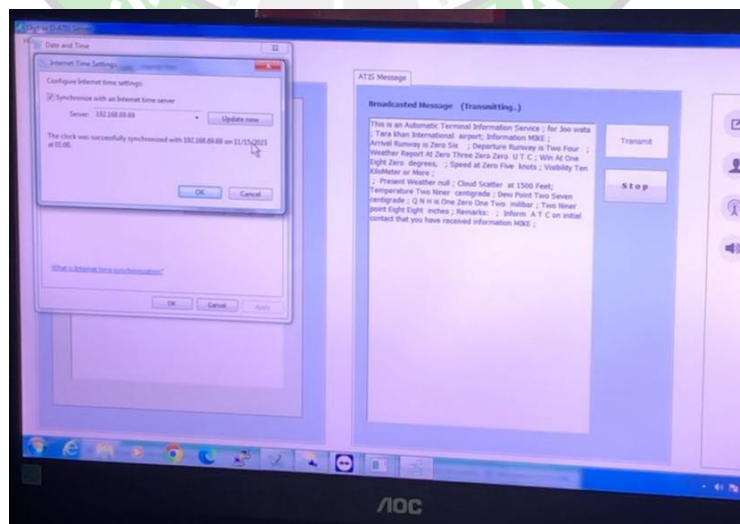 Date and Time
Internet Time Settings
Configure Internet time settings:
Synchronize with an Internet time server
Server: 192.168.69.69
Update now
The clock was successfully synchronized with 192.168.69.69 on 11/15/2023
at 01:00.
OK
Cancel
What is Internet time synchronization?
OK
Cancel
Apply
ATIS Message
Broadcasted Message (Transmitting..)
This is an Automatic Terminal Information Service ; for Joo wata
; Tara khan International airport; Information MIKE ;
Arrival Runway is Zero Six ; Departure Runway is Two Four ;
Weather Report At Zero Three Zero Zero U T C ; Win At One
Eight Zero degrees, ; Speed at Zero Five knots ; Visibility Ten
KiloMeter or More ;
; Present Weather null ; Cloud Scatter at 1500 Feet;
Temperature Two Niner centigrade ; Dew Point Two Seven
centigrade ; Q N H is One Zero One Two milibar ; Two Niner
point Eight Eight inches ; Remarks: ; Inform A T C on initial
contact that you have received information MIKE ;
Transmit
Stop
AOC